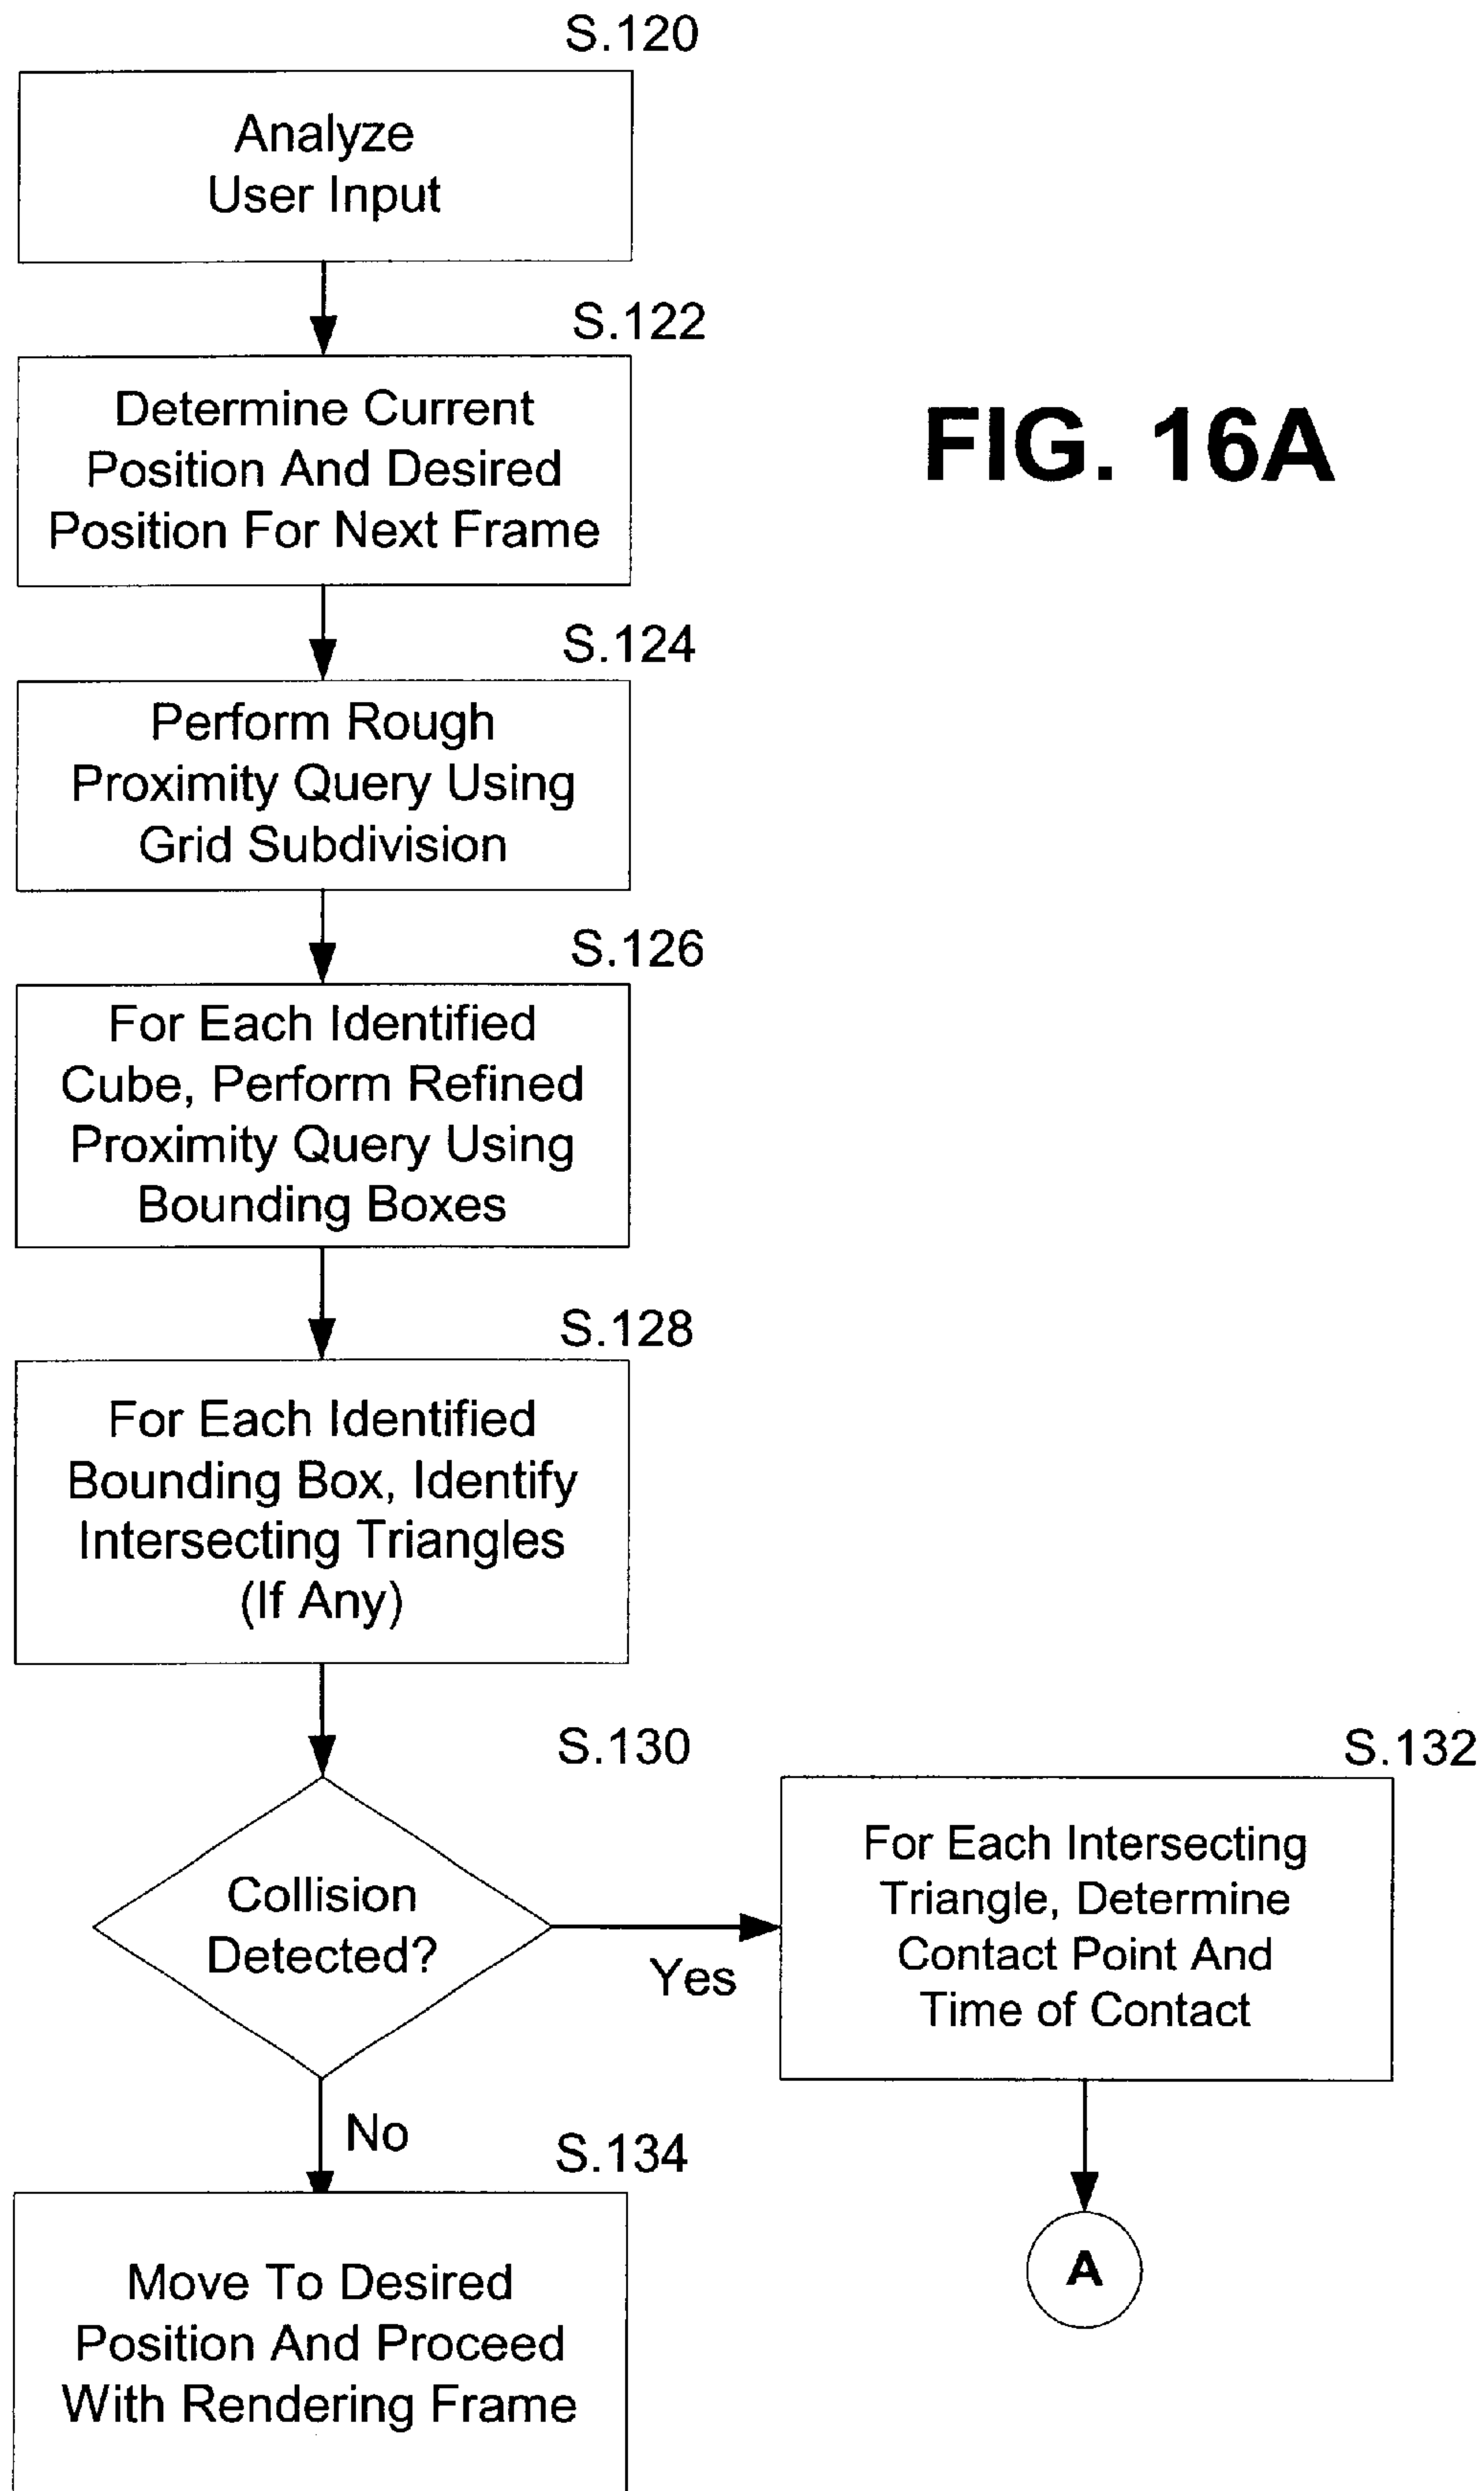 S.120
Analyze
User Input
S.122
Determine Current
Position And Desired
Position For Next Frame
FIG. 16A
S.124
Perform Rough
Proximity Query Using
Grid Subdivision
S.126
For Each Identified
Cube, Perform Refined
Proximity Query Using
Bounding Boxes
S.128
For Each Identified
Bounding Box, Identify
Intersecting Triangles
(If Any)
S.130
Collision
Detected?
Yes
S.132
For Each Intersecting
Triangle, Determine
Contact Point And
Time of Contact
A
No
S.134
Move To Desired
Position And Proceed
With Rendering Frame